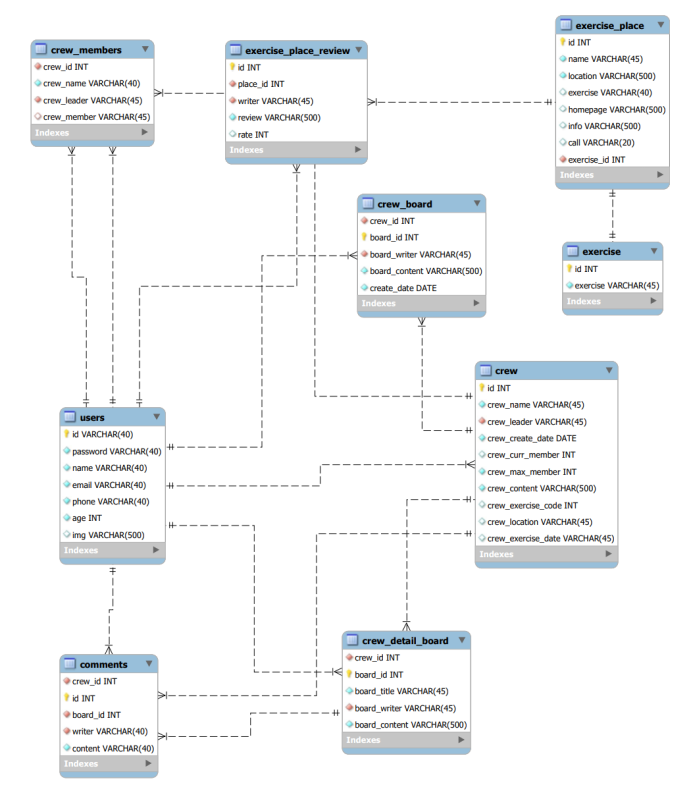 crew_members
crew_id INT
crew_name VARCHAR(40)
crew_leader VARCHAR(45)
crew_member VARCHAR(45)
Indexes
exercise_place_review
id INT
place_id INT
writer VARCHAR(45)
review VARCHAR(500)
rate INT
Indexes
exercise_place
id INT
name VARCHAR(45)
location VARCHAR(500)
exercise VARCHAR(40)
homepage VARCHAR(500)
info VARCHAR(500)
call VARCHAR(20)
exercise_id INT
Indexes
crew_board
crew_id INT
board_id INT
board_writer VARCHAR(45)
board_content VARCHAR(500)
create_date DATE
Indexes
exercise
id INT
exercise VARCHAR(45)
Indexes
crew
id INT
crew_name VARCHAR(45)
crew_leader VARCHAR(45)
crew_create_date DATE
crew_curr_member INT
crew_max_member INT
crew_content VARCHAR(500)
crew_exercise_code INT
crew_location VARCHAR(45)
crew_exercise_date VARCHAR(45)
Indexes
users
id VARCHAR(40)
password VARCHAR(40)
name VARCHAR(40)
email VARCHAR(40)
phone VARCHAR(40)
age INT
img VARCHAR(500)
Indexes
crew_detail_board
crew_id INT
board_id INT
board_title VARCHAR(45)
board_writer VARCHAR(45)
board_content VARCHAR(500)
Indexes
comments
crew_id INT
id INT
board_id INT
writer VARCHAR(40)
content VARCHAR(40)
Indexes